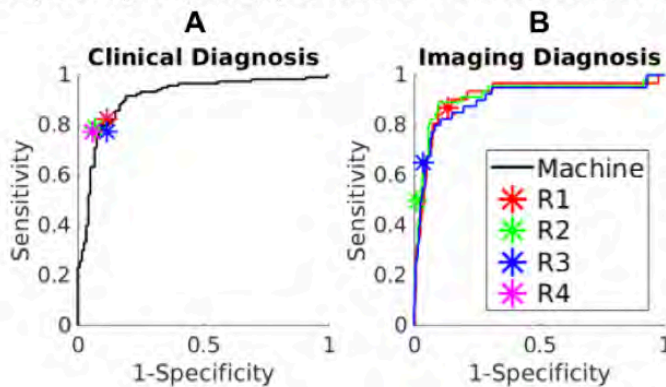 A
Clinical Diagnosis
1
0.8
0.6
0.4
0.2
0
Sensitivity
0 0.5 1
1-Specificity
B
Imaging Diagnosis
1
0.8
0.6
0.4
0.2
0
Sensitivity
0 0.5 1
1-Specificity
Machine
R1
R2
R3
R4